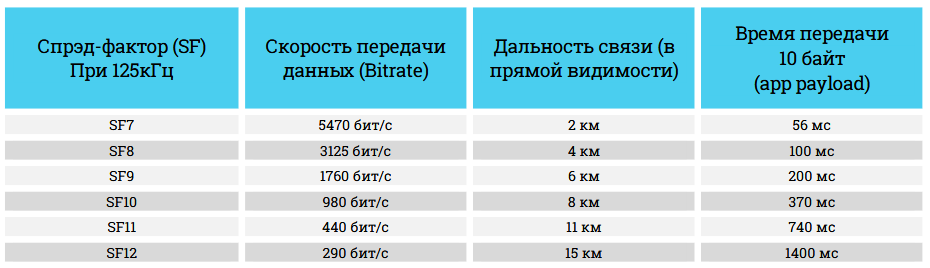 Спрэд-фактор (SF)
При 125кГц
Скорость передачи
данных (Bitrate)
Дальность связи (в
прямой видимости)
Время передачи
10 байт
(app payload)
SF7 5470 бит/с 2 км 56 мс
SF8 3125 бит/с 4 км 100 мс
SF9 1760 бит/с 6 км 200 мс
SF10 980 бит/с 8 км 370 мс
SF11 440 бит/с 11 км 740 мс
SF12 290 бит/с 15 км 1400 мс